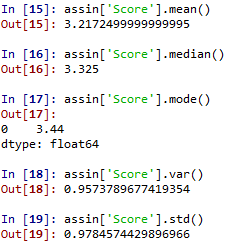 In [15]: assin['Score'].mean()
Out[15]: 3.2172499999999995
In [16]: assin['Score'].median()
Out[16]: 3.325
In [17]: assin['Score'].mode()
Out[17]:
0    3.44
dtype: float64
In [18]: assin['Score'].var()
Out[18]: 0.9573789677419354
In [19]: assin['Score'].std()
Out[19]: 0.9784574429896966